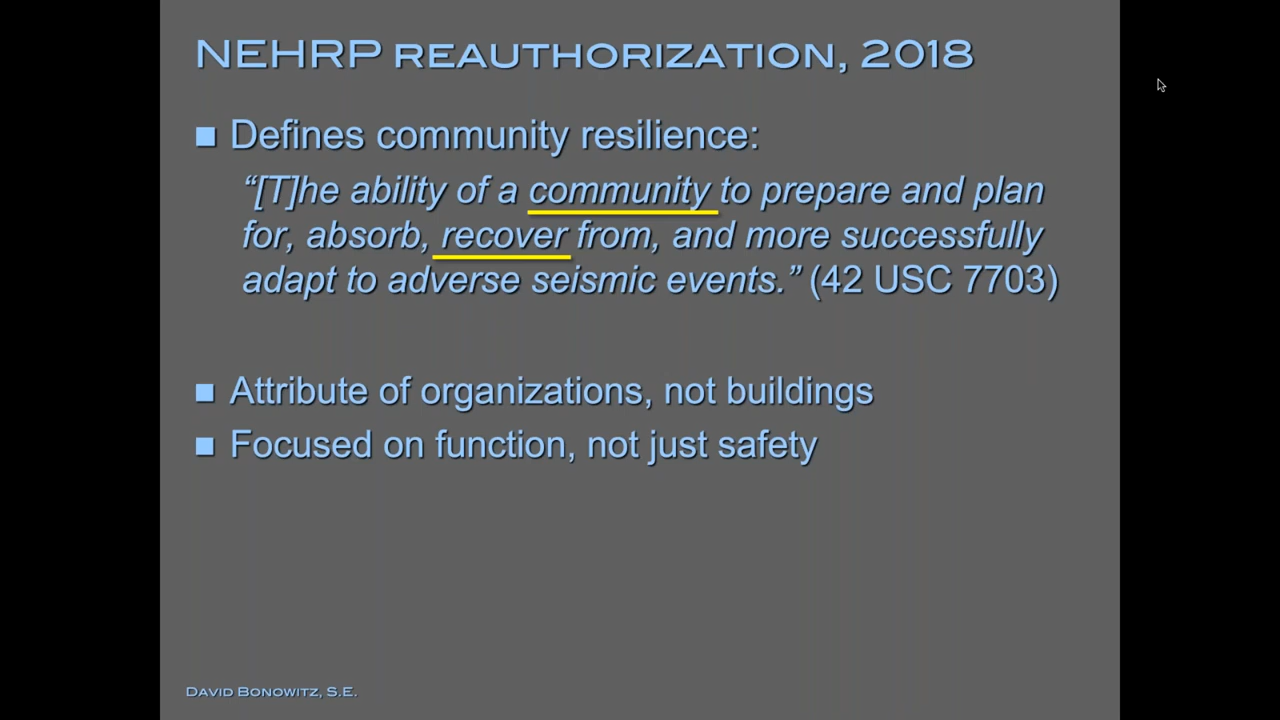 NEHRP REAUTHORIZATION, 2018
Defines community resilience:
“[T]he ability of a community to prepare and plan
for, absorb, recover from, and more successfully
adapt to adverse seismic events.” (42 USC 7703)
Attribute of organizations, not buildings
Focused on function, not just safety
DAVID BONOWITZ, S.E.